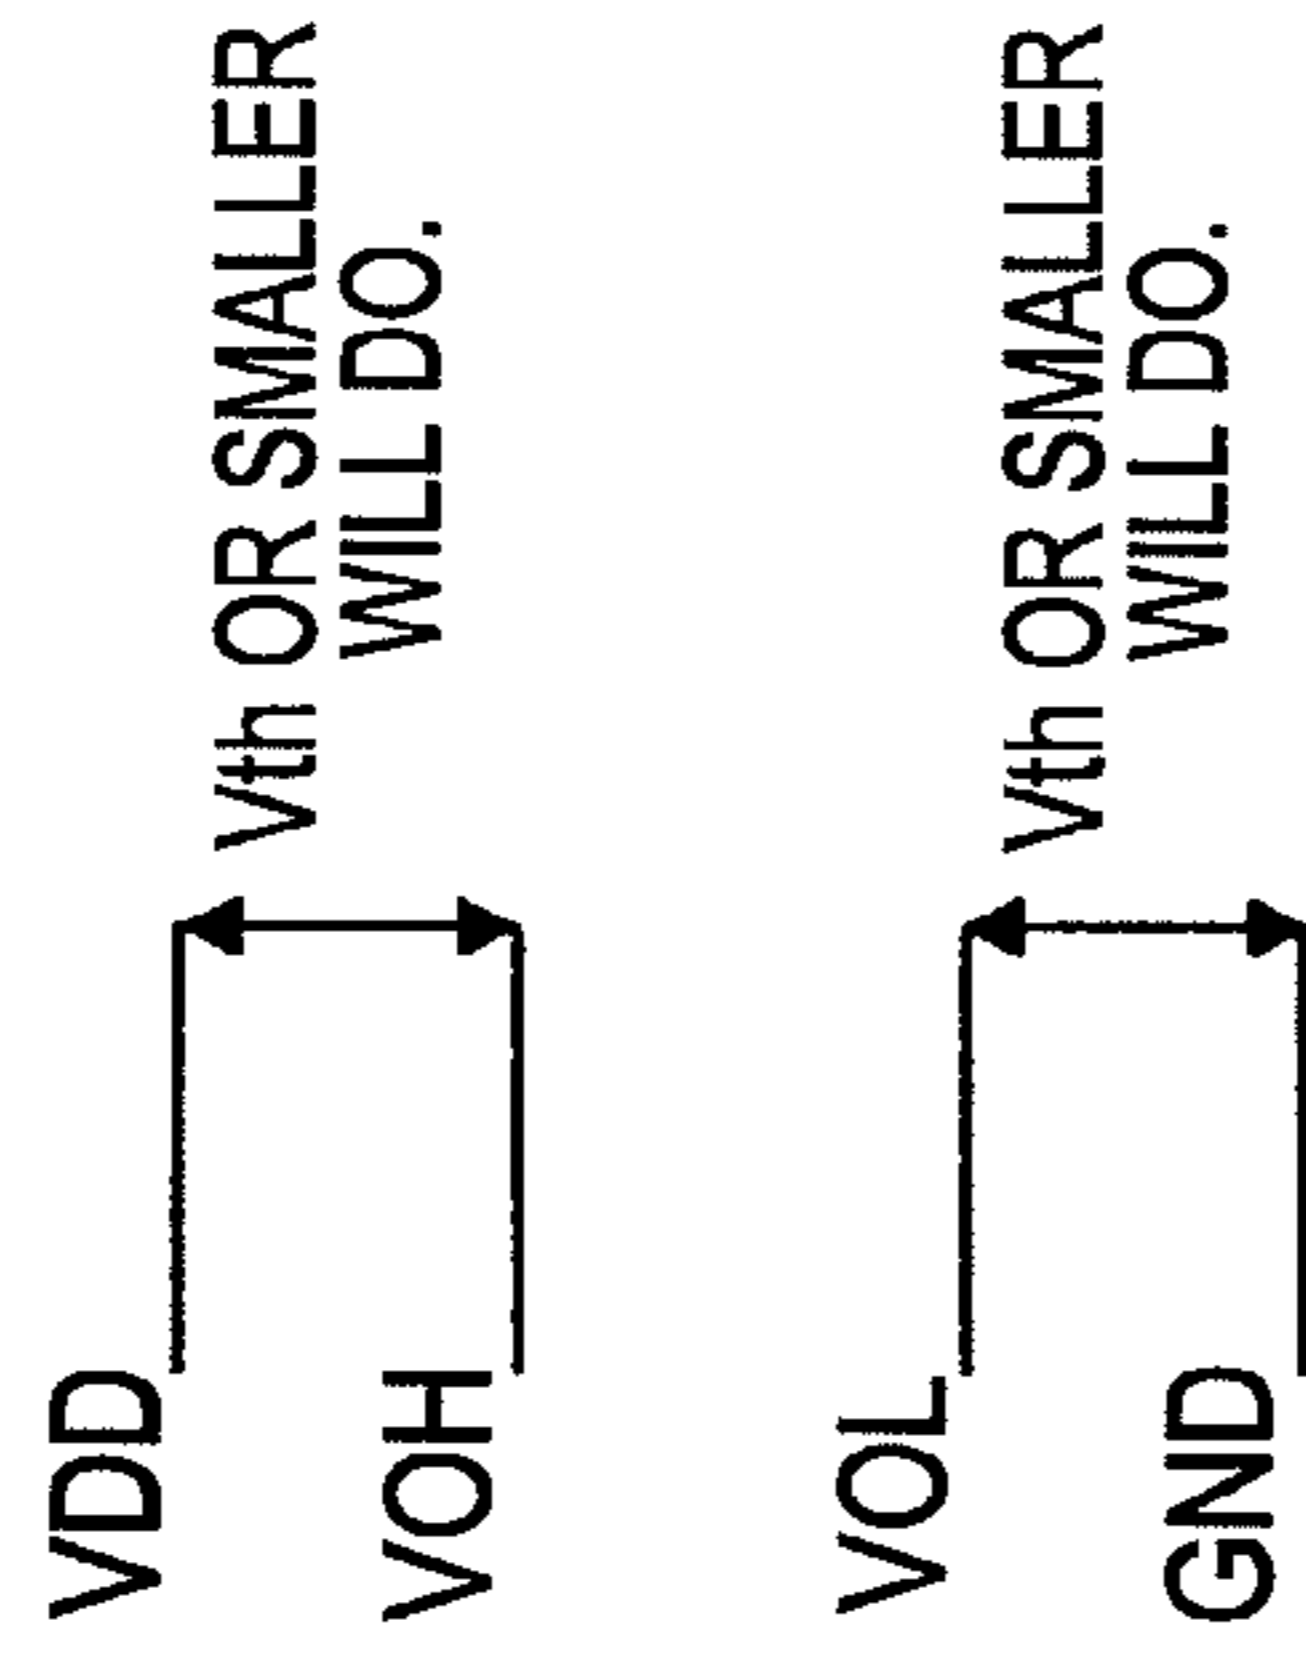 VDD
Vth OR SMALLER
WILL DO.
VOH
VOL
Vth OR SMALLER
WILL DO.
GND